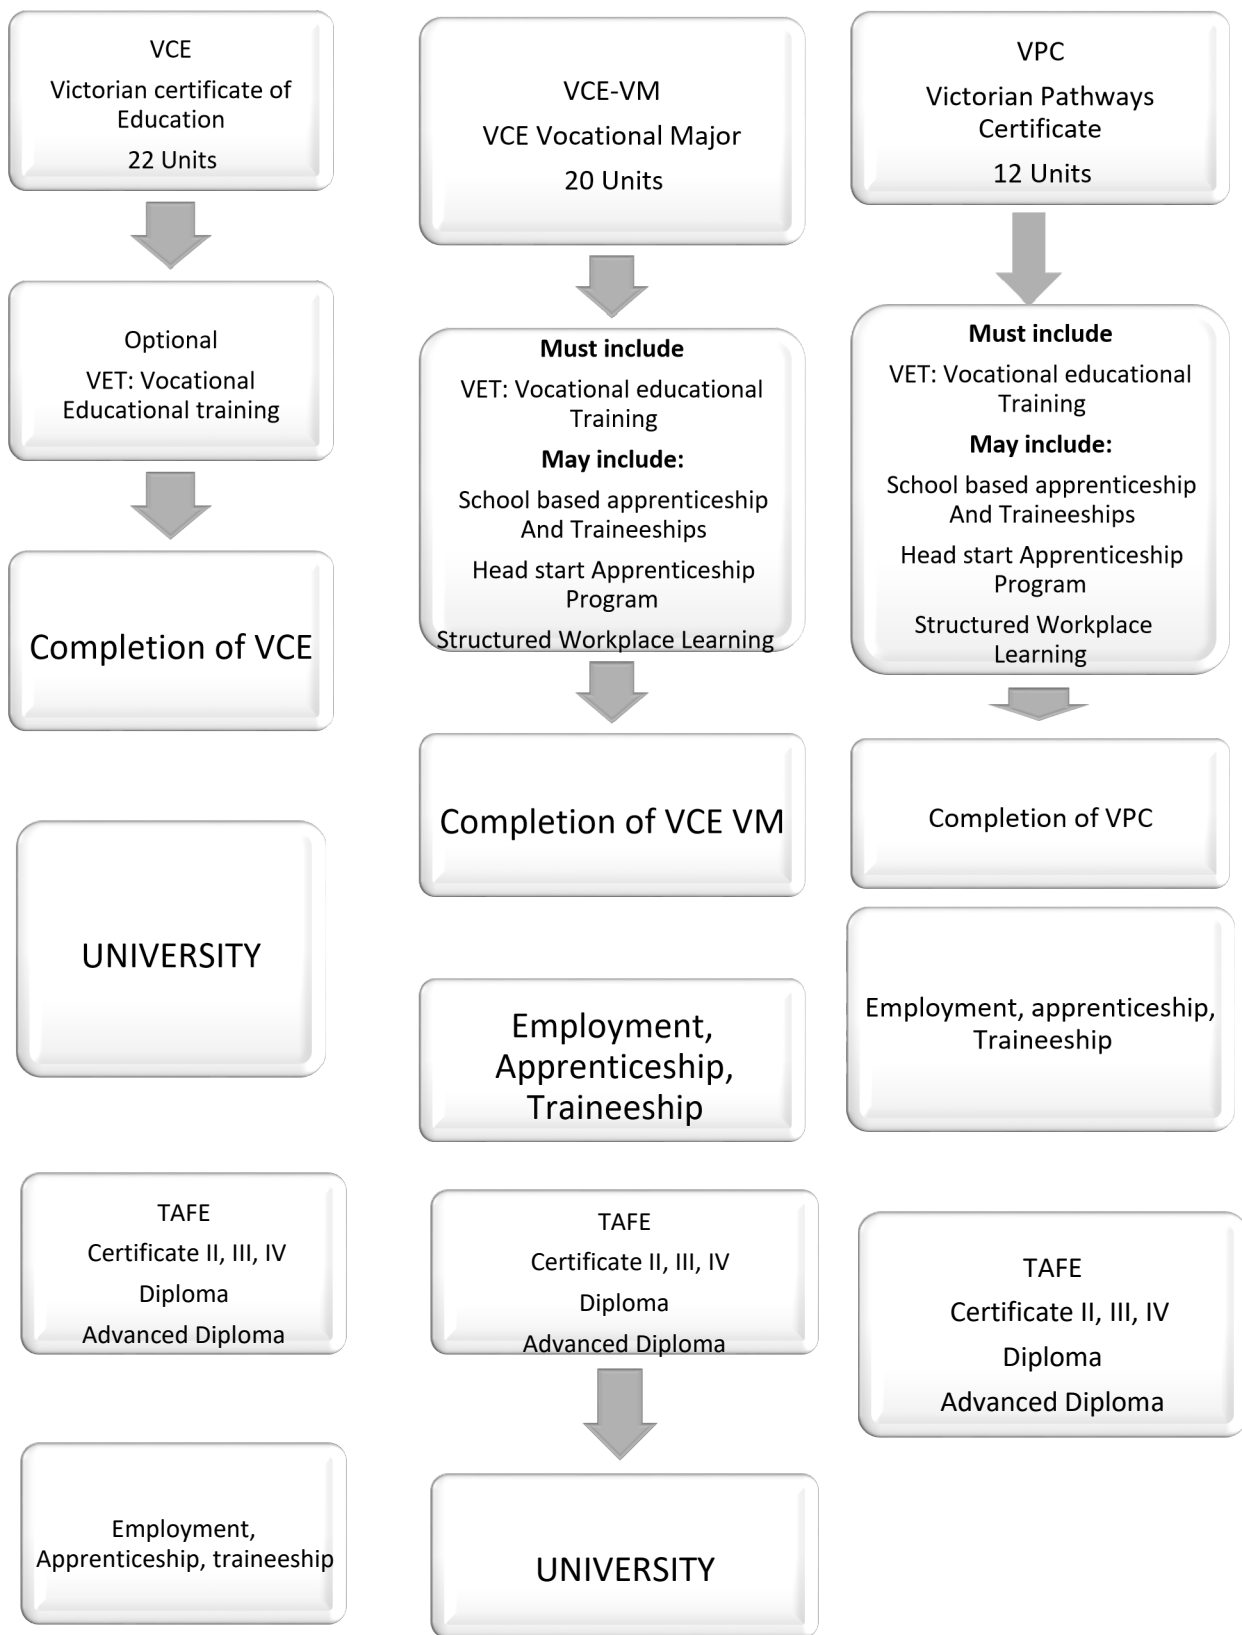 VCE
Victorian certificate of
Education
22 Units
Optional
VET: Vocational
Educational training
Completion of VCE
UNIVERSITY
TAFE
Certificate II, III, IV
Diploma
Advanced Diploma
Employment,
Apprenticeship, traineeship
VCE-VM
VCE Vocational Major
20 Units
Must include
VET: Vocational educational
Training
May include:
School based apprenticeship
And Traineeships
Head start Apprenticeship
Program
Structured Workplace Learning
Completion of VCE VM
Employment,
Apprenticeship,
Traineeship
TAFE
Certificate II, III, IV
Diploma
Advanced Diploma
UNIVERSITY
VPC
Victorian Pathways
Certificate
12 Units
Must include
VET: Vocational educational
Training
May include:
School based apprenticeship
And Traineeships
Head start Apprenticeship
Program
Structured Workplace
Learning
Completion of VPC
Employment, apprenticeship,
Traineeship
TAFE
Certificate II, III, IV
Diploma
Advanced Diploma